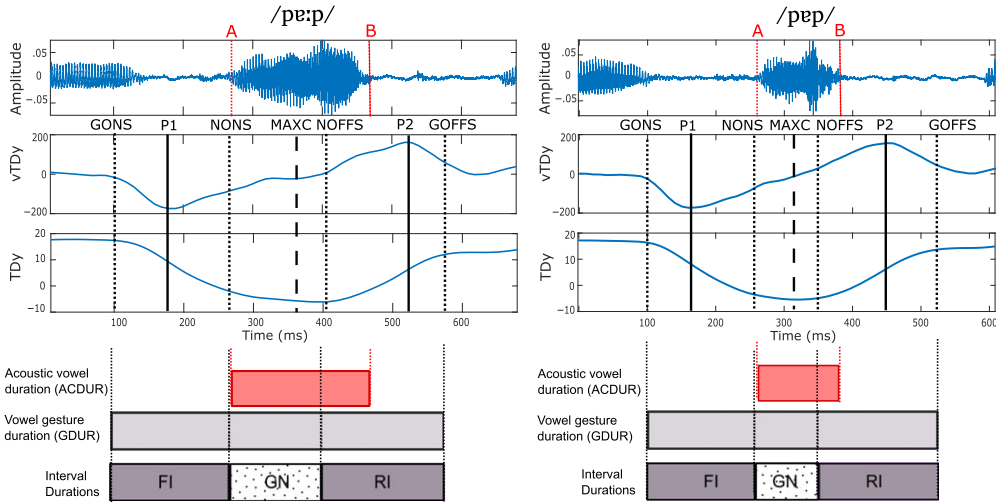 /pɐːp/
A
B
Amplitude
.05
0
-.05
GONS P1 NONS MAXC NOFFS P2 GOFFS
vTDy
200
0
-200
TDy
20
10
0
-10
100 200 300 400 500 600
Time (ms)
Acoustic vowel
duration (ACDUR)
Vowel gesture
duration (GDUR)
Interval
Durations
FI GN RI
/pɐp/
A
B
Amplitude
.05
0
-.05
GONS P1 NONS MAXC NOFFS P2 GOFFS
vTDy
200
0
-200
TDy
20
10
0
-10
0 100 200 300 400 500 600
Time (ms)
Acoustic vowel
duration (ACDUR)
Vowel gesture
duration (GDUR)
Interval
Durations
FI GN RI